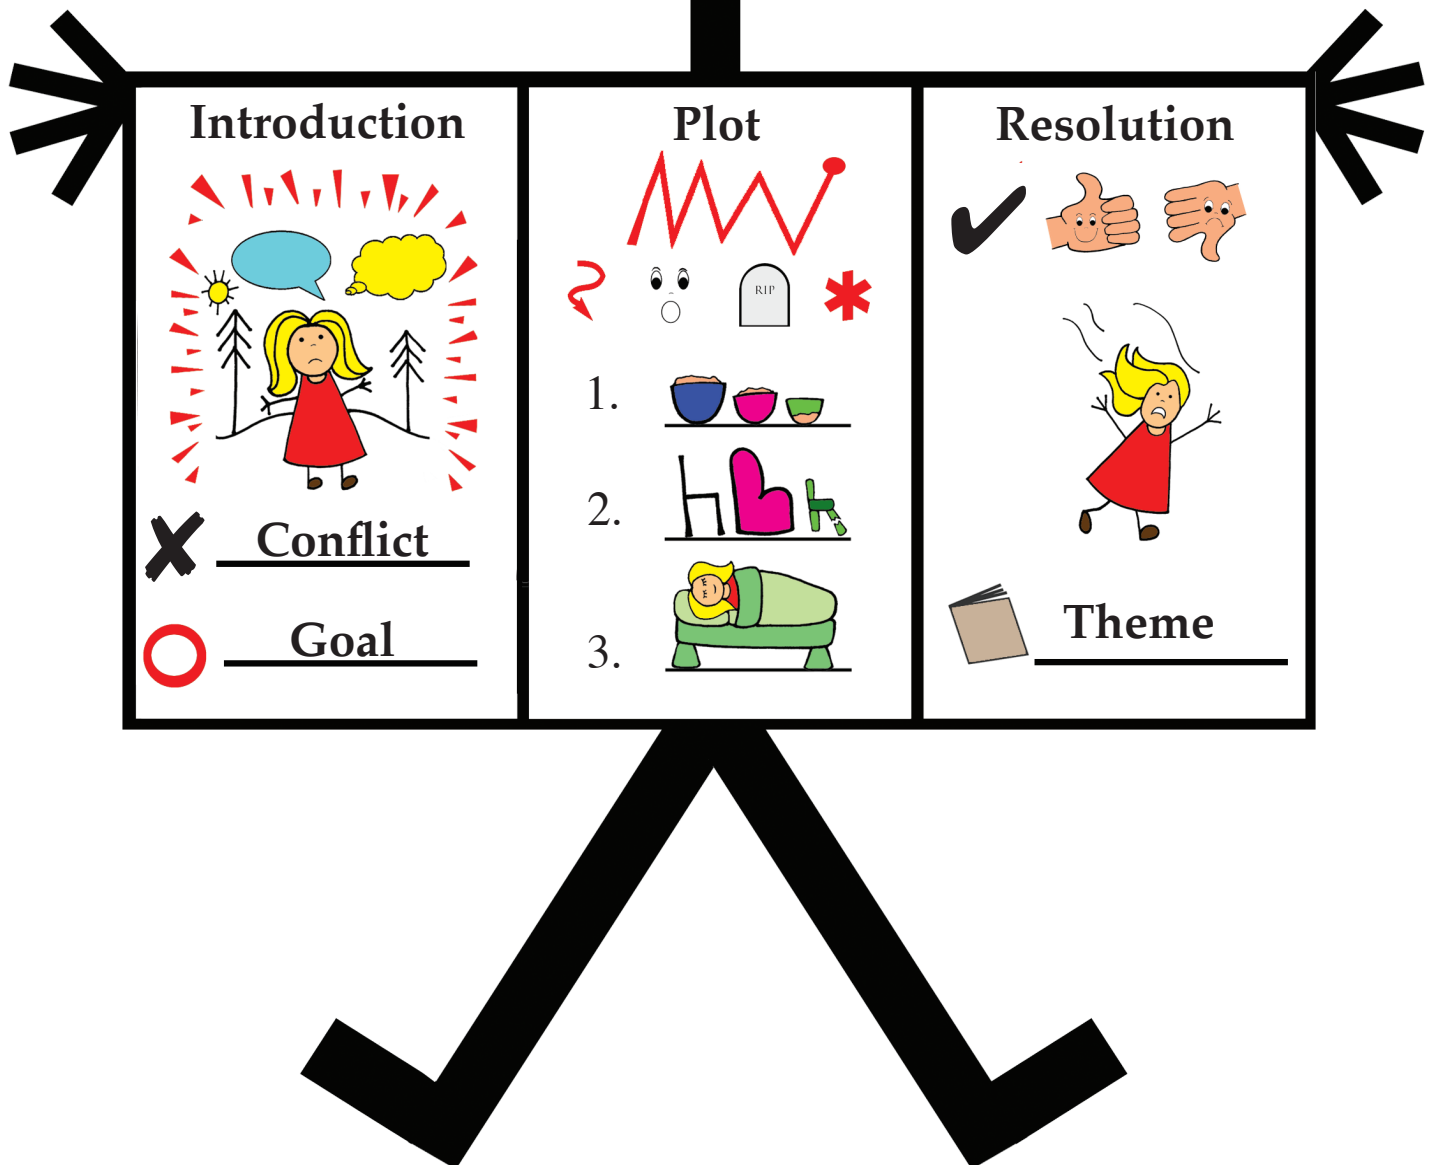 Introduction
Conflict
Goal
Plot
RIP
1.
2.
3.
Resolution
Theme